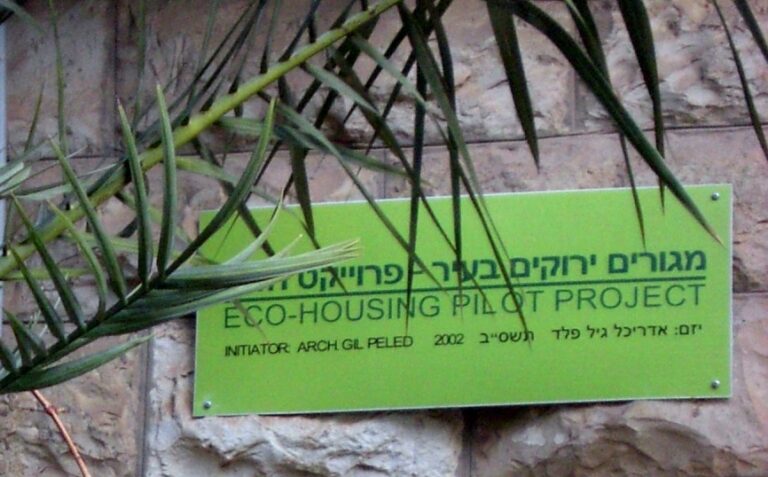 מגורים ירוקים בעיר - פרוייקט
ECO-HOUSING PILOT PROJECT
יזם: אדריכל גיל פלד תשס״ב
INITIATOR: ARCH. GIL PELED 2002